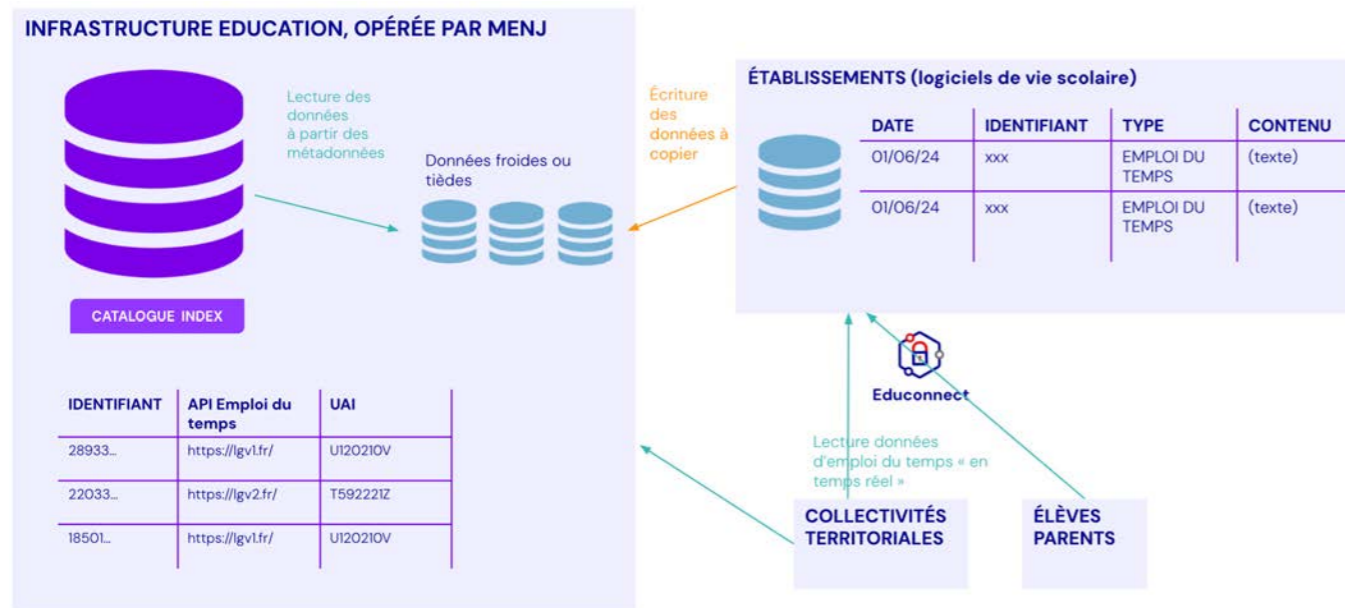 INFRASTRUCTURE EDUCATION, OPÉRÉE PAR MENJ
Lecture des
données
à partir des
métadonnées
Données froides ou
tièdes
CATALOGUE INDEX
IDENTIFIANT API Emploi du temps UAI
28933… https://lgv1.fr/ U120210V
22033… https://lgv2.fr/ T592221Z
18501… https://lgv1.fr/ U120210V
Écriture
des
données à
copier
ÉTABLISSEMENTS (logiciels de vie scolaire)
DATE IDENTIFIANT TYPE CONTENU
01/06/24 xxx EMPLOI DU TEMPS (texte)
01/06/24 xxx EMPLOI DU TEMPS (texte)
Educonnect
Lecture données
d'emploi du temps « en
temps réel »
COLLECTIVITÉS
TERRITORIALES
ÉLÈVES
PARENTS